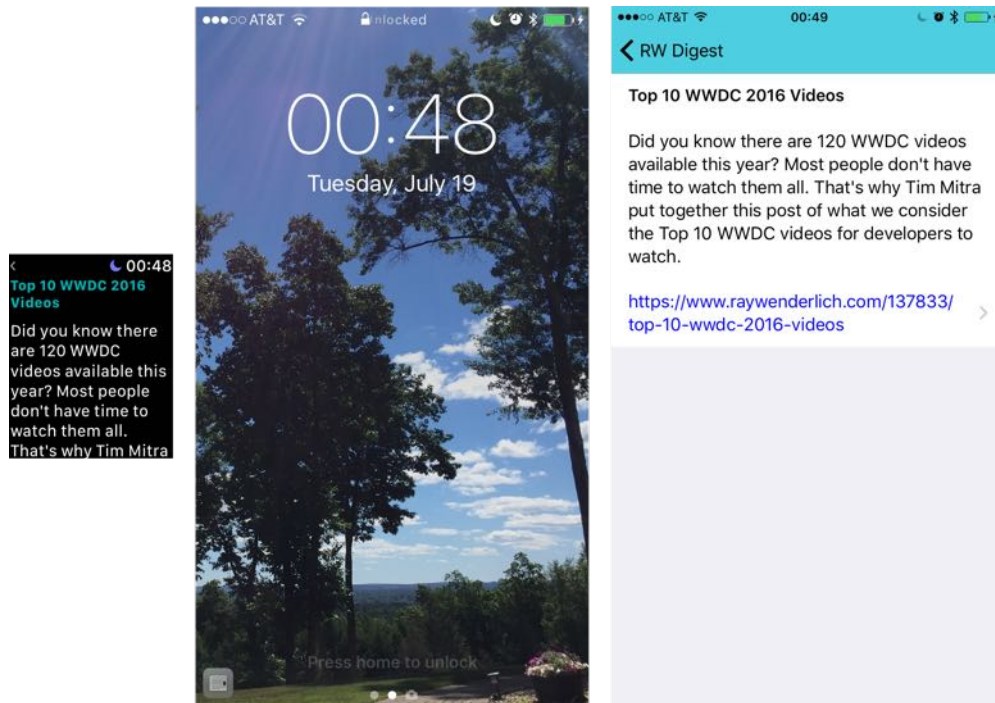 00:48
Top 10 WWDC 2016
Videos
Did you know there
are 120 WWDC
videos available this
year? Most people
don't have time to
watch them all.
That's why Tim Mitra
AT&T
nlocked
00:48
Tuesday, July 19
Press home to unlock
AT&T
00:49
RW Digest
Top 10 WWDC 2016 Videos
Did you know there are 120 WWDC videos
available this year? Most people don't have
time to watch them all. That's why Tim Mitra
put together this post of what we consider
the Top 10 WWDC videos for developers to
watch.
https://www.raywenderlich.com/137833/
top-10-wwdc-2016-videos